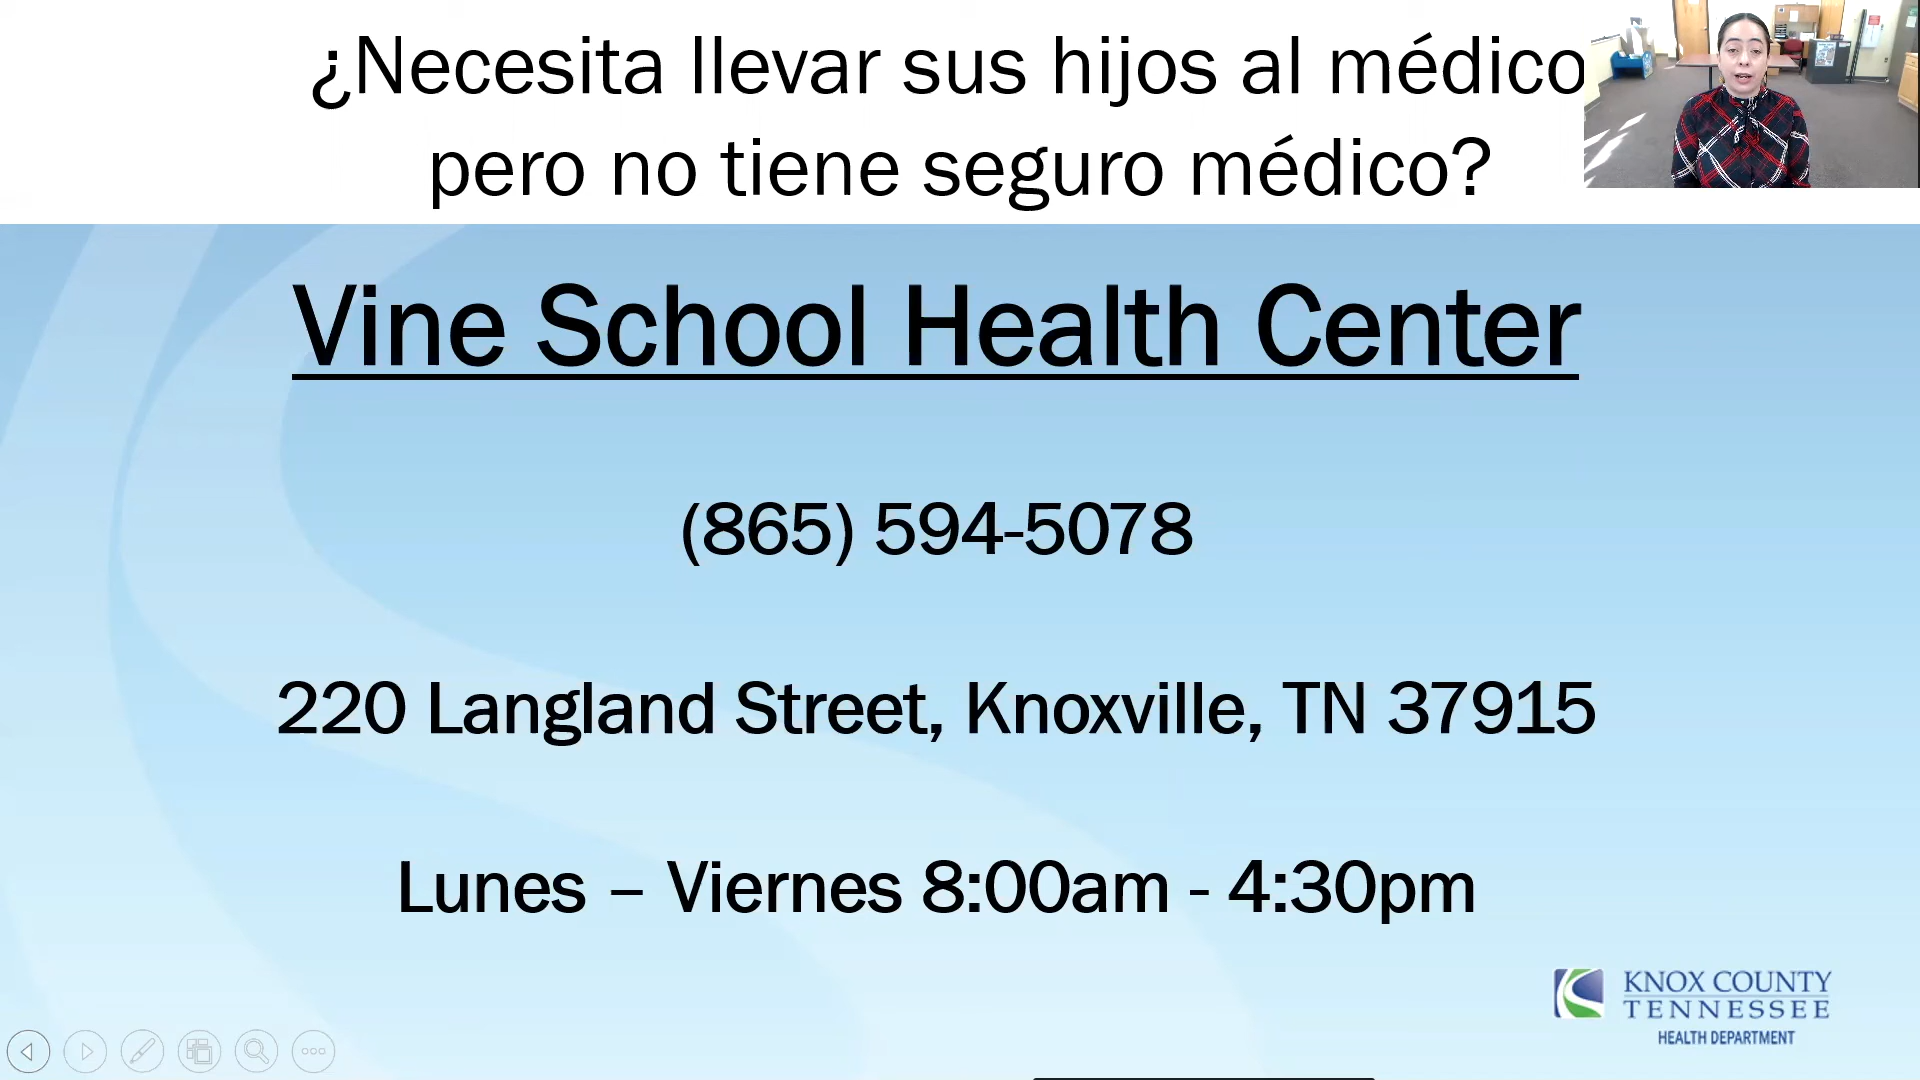 ¿Necesita llevar sus hijos al médico
pero no tiene seguro médico?
Vine School Health Center
(865) 594-5078
220 Langland Street, Knoxville, TN 37915
Lunes – Viernes 8:00am - 4:30pm
KNOX COUNTY
TENNESSEE
HEALTH DEPARTMENT